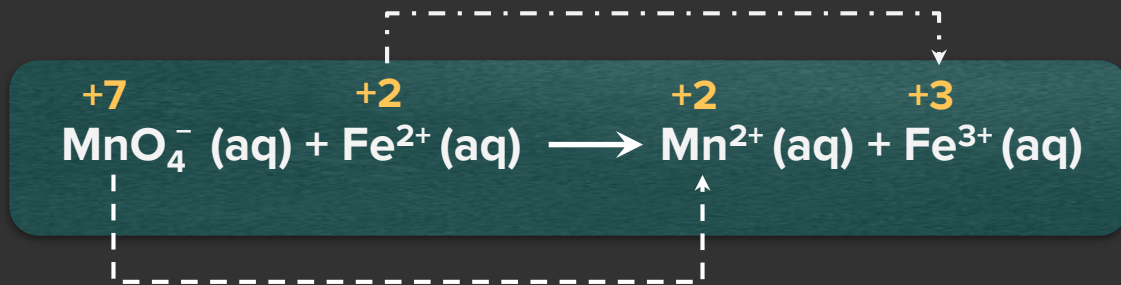 +7 +2 +2 +3
MnO₄⁻ (aq) + Fe²⁺ (aq) ⟶ Mn²⁺ (aq) + Fe³⁺ (aq)